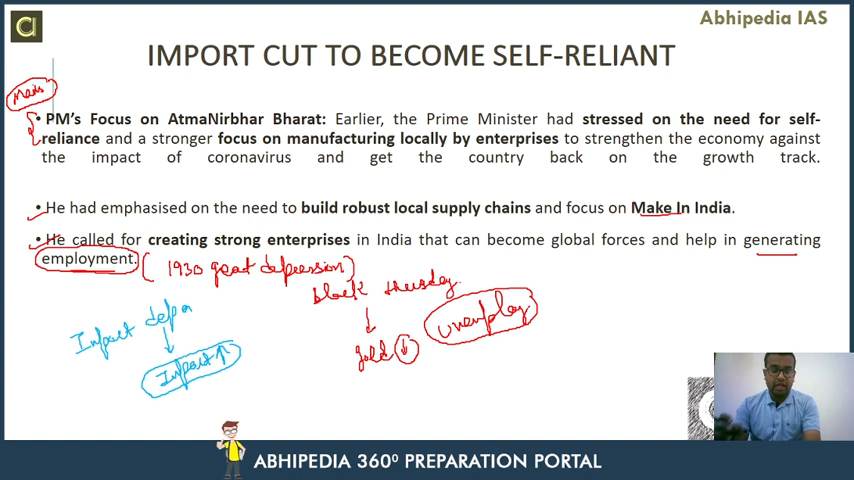 Abhipedia IAS
IMPORT CUT TO BECOME SELF-RELIANT
Mains
• PM's Focus on AtmaNirbhar Bharat: Earlier, the Prime Minister had stressed on the need for self-
reliance and a stronger focus on manufacturing locally by enterprises to strengthen the economy against
the impact of coronavirus and get the country back on the growth track.
• He had emphasised on the need to build robust local supply chains and focus on Make In India.
• He called for creating strong enterprises in India that can become global forces and help in generating
employment. (1930 great depression)
black thursday
Import depen
unemploy
gold ↓
Import ↑
ABHIPEDIA 360⁰ PREPARATION PORTAL